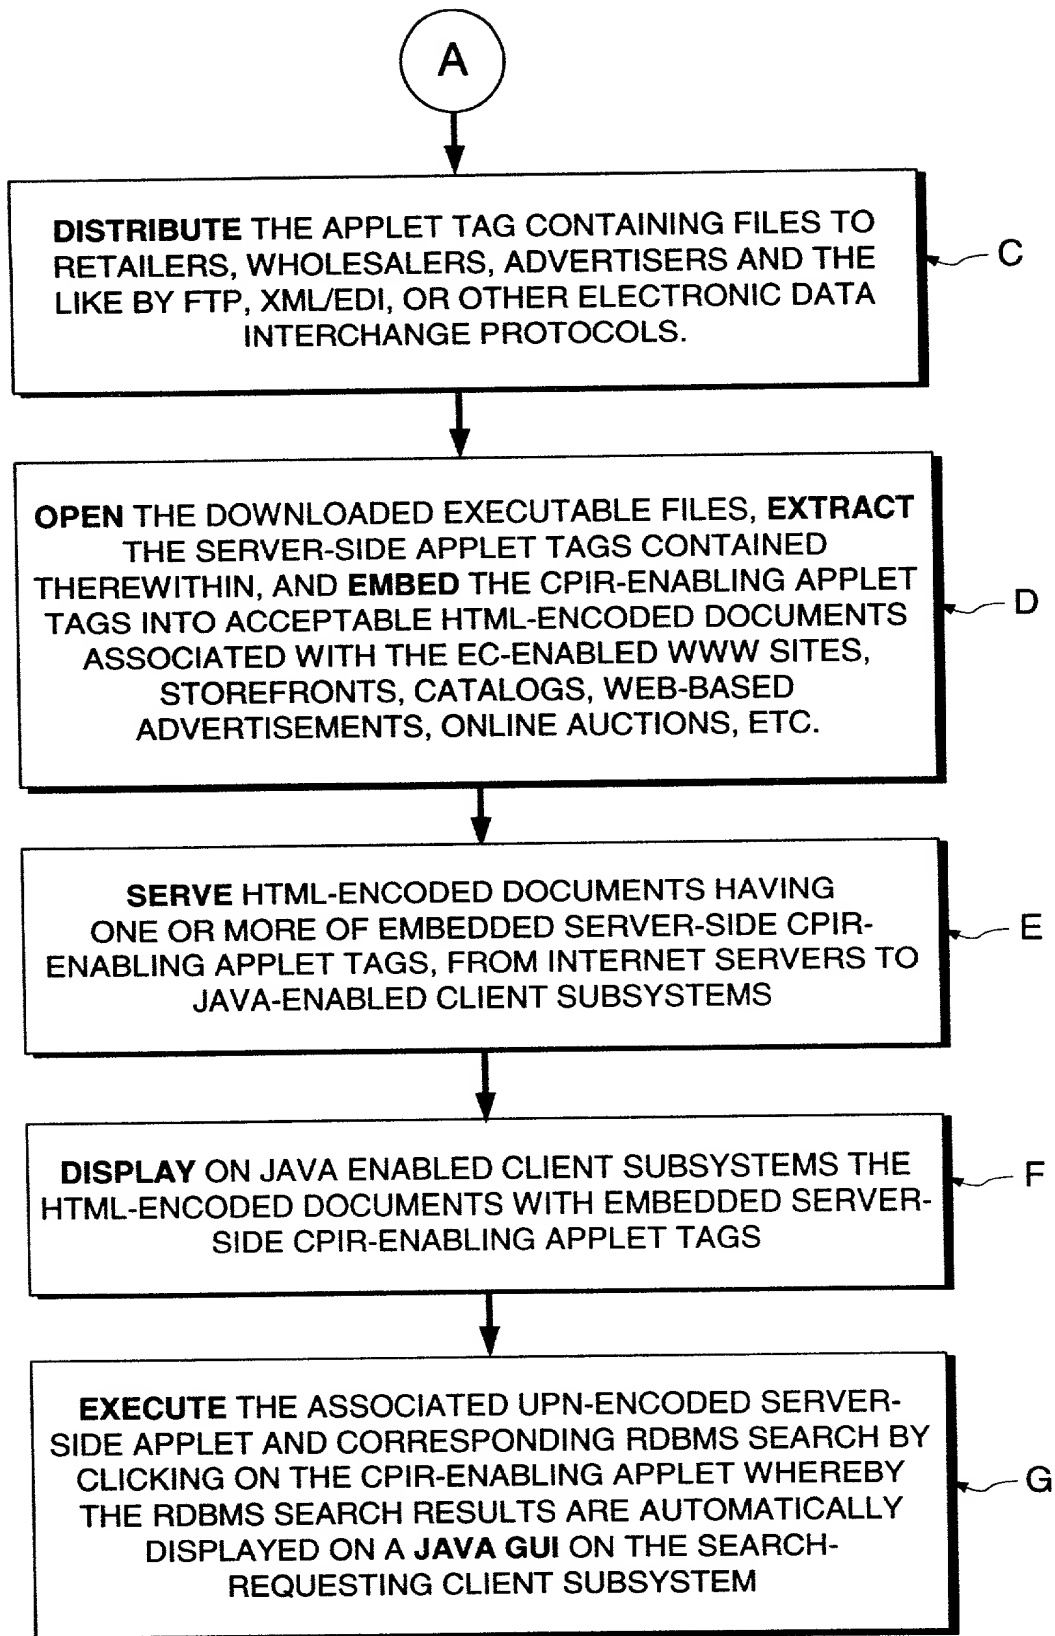 A
DISTRIBUTE THE APPLET TAG CONTAINING FILES TO
RETAILERS, WHOLESALERS, ADVERTISERS AND THE
LIKE BY FTP, XML/EDI, OR OTHER ELECTRONIC DATA
INTERCHANGE PROTOCOLS.
C
OPEN THE DOWNLOADED EXECUTABLE FILES, EXTRACT
THE SERVER-SIDE APPLET TAGS CONTAINED
THEREWITHIN, AND EMBED THE CPIR-ENABLING APPLET
TAGS INTO ACCEPTABLE HTML-ENCODED DOCUMENTS
ASSOCIATED WITH THE EC-ENABLED WWW SITES,
STOREFRONTS, CATALOGS, WEB-BASED
ADVERTISEMENTS, ONLINE AUCTIONS, ETC.
D
SERVE HTML-ENCODED DOCUMENTS HAVING
ONE OR MORE OF EMBEDDED SERVER-SIDE CPIR-
ENABLING APPLET TAGS, FROM INTERNET SERVERS TO
JAVA-ENABLED CLIENT SUBSYSTEMS
E
DISPLAY ON JAVA ENABLED CLIENT SUBSYSTEMS THE
HTML-ENCODED DOCUMENTS WITH EMBEDDED SERVER-
SIDE CPIR-ENABLING APPLET TAGS
F
EXECUTE THE ASSOCIATED UPN-ENCODED SERVER-
SIDE APPLET AND CORRESPONDING RDBMS SEARCH BY
CLICKING ON THE CPIR-ENABLING APPLET WHEREBY
THE RDBMS SEARCH RESULTS ARE AUTOMATICALLY
DISPLAYED ON A JAVA GUI ON THE SEARCH-
REQUESTING CLIENT SUBSYSTEM
G